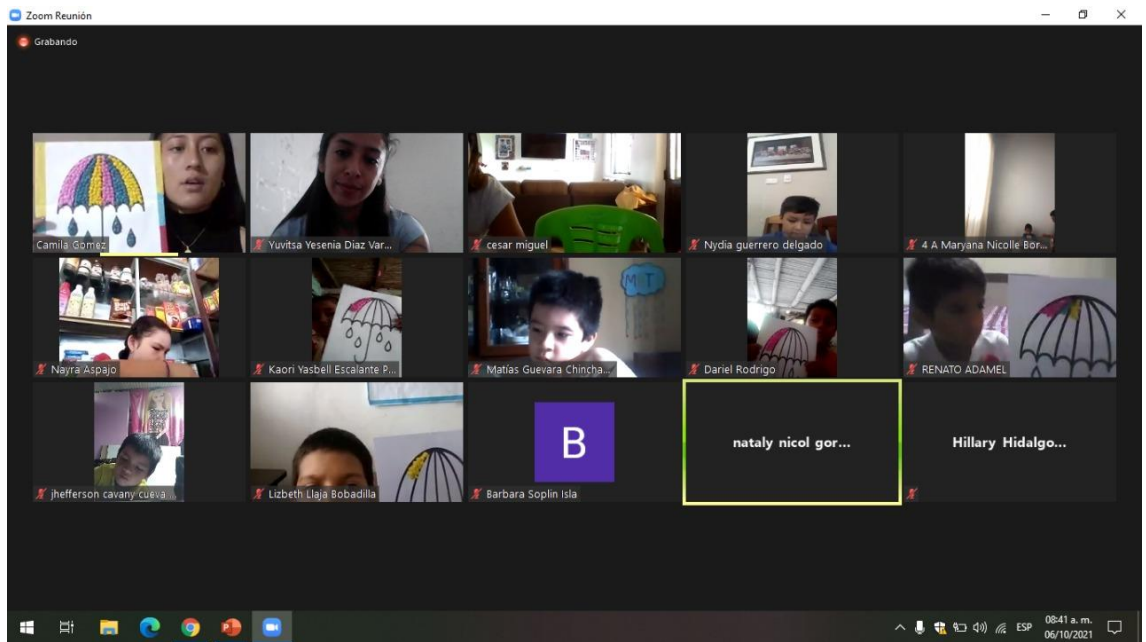 Zoom Reunión
Grabando
Camila Gomez
Yuvitsa Yesenia Diaz Var...
cesar miguel
Nydia guerrero delgado
4 A Maryana Nicolle Bor...
Nayra Aspajo
Kaori Yasbell Escalante P...
M T
Matías Guevara Chincha...
Dariel Rodrigo
RENATO ADAMEL
jhefferson cavany cueva ...
Lizbeth Llaja Bobadilla
B
Barbara Soplin Isla
nataly nicol gor...
Hillary Hidalgo...
ESP
08:41 a. m.
06/10/2021